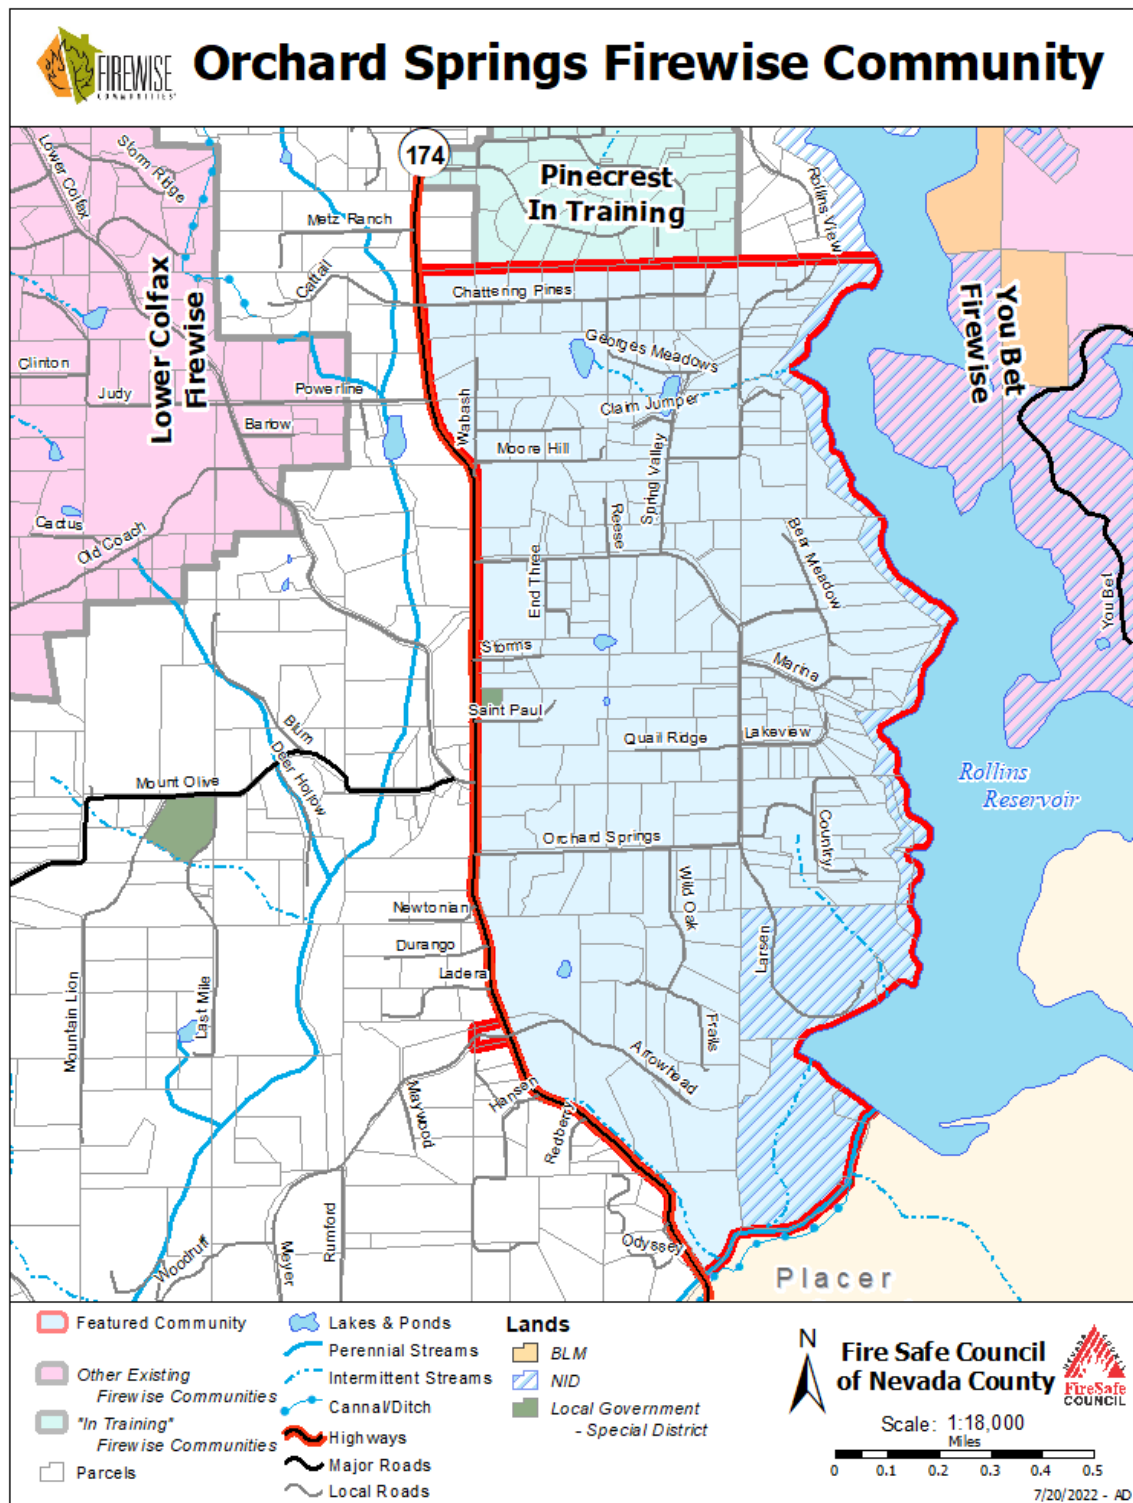 FIREWISE
COMMUNITIES
Orchard Springs Firewise Community
174
Pinecrest
In Training
Lower Colfax
Storm Ridge
Metz Ranch
Rollins View
Cattail
Chattering Pines
Lower Colfax
Firewise
You Bet
Firewise
Georges Meadows
Clinton
Judy
Powerline
Claim Jumper
Barlow
Wabash
Moore Hill
Spring Valley
Cactus
Old Coach
Reese
Bear Meadow
End Three
You Bet
Storms
Marina
Saint Paul
Blum
Quail Ridge
Lakeview
Deer Hollow
Mount Olive
Rollins
Reservoir
Orchard Springs
Country
Wild Oak
Newtonian
Durango
Larsen
Ladera
Mountain Lion
Last Mile
Trails
Arrowhead
Maywood
Hansen
Redberry
Rumford
Odyssey
Woodruff
Meyer
Placer
Featured Community
Other Existing
Firewise Communities
"In Training"
Firewise Communities
Parcels
Lakes & Ponds
Perennial Streams
Intermittent Streams
Cannal/Ditch
Highways
Major Roads
Local Roads
Lands
BLM
NID
Local Government
- Special District
N
Fire Safe Council
of Nevada County
NEVADA COUNTY
FireSafe
COUNCIL
Scale: 1:18,000
Miles
0 0.1 0.2 0.3 0.4 0.5
7/20/2022 - AD